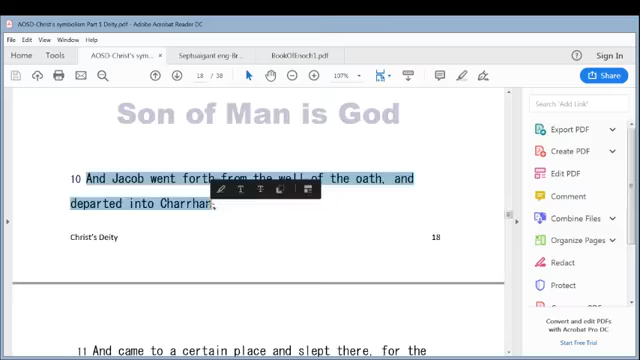 AOSD-Christ's symbolism Part 1 Deity.pdf - Adobe Acrobat Reader DC
File Edit View Window Help
Home Tools AOSD-Christ's sym... × Septuaigant eng-Br... BookOfEnoch1.pdf Sign In
18 / 38 107% Share
Son of Man is God
10 And Jacob went forth from the well of the oath, and
departed into Charrhan
Christ's Deity 18
11 And came to a certain place and slept there, for the
Search 'Add Link'
Export PDF
Create PDF
Edit PDF
Comment
Combine Files
Organize Pages
Redact
Protect
Convert and edit PDFs
with Acrobat Pro DC
Start Free Trial